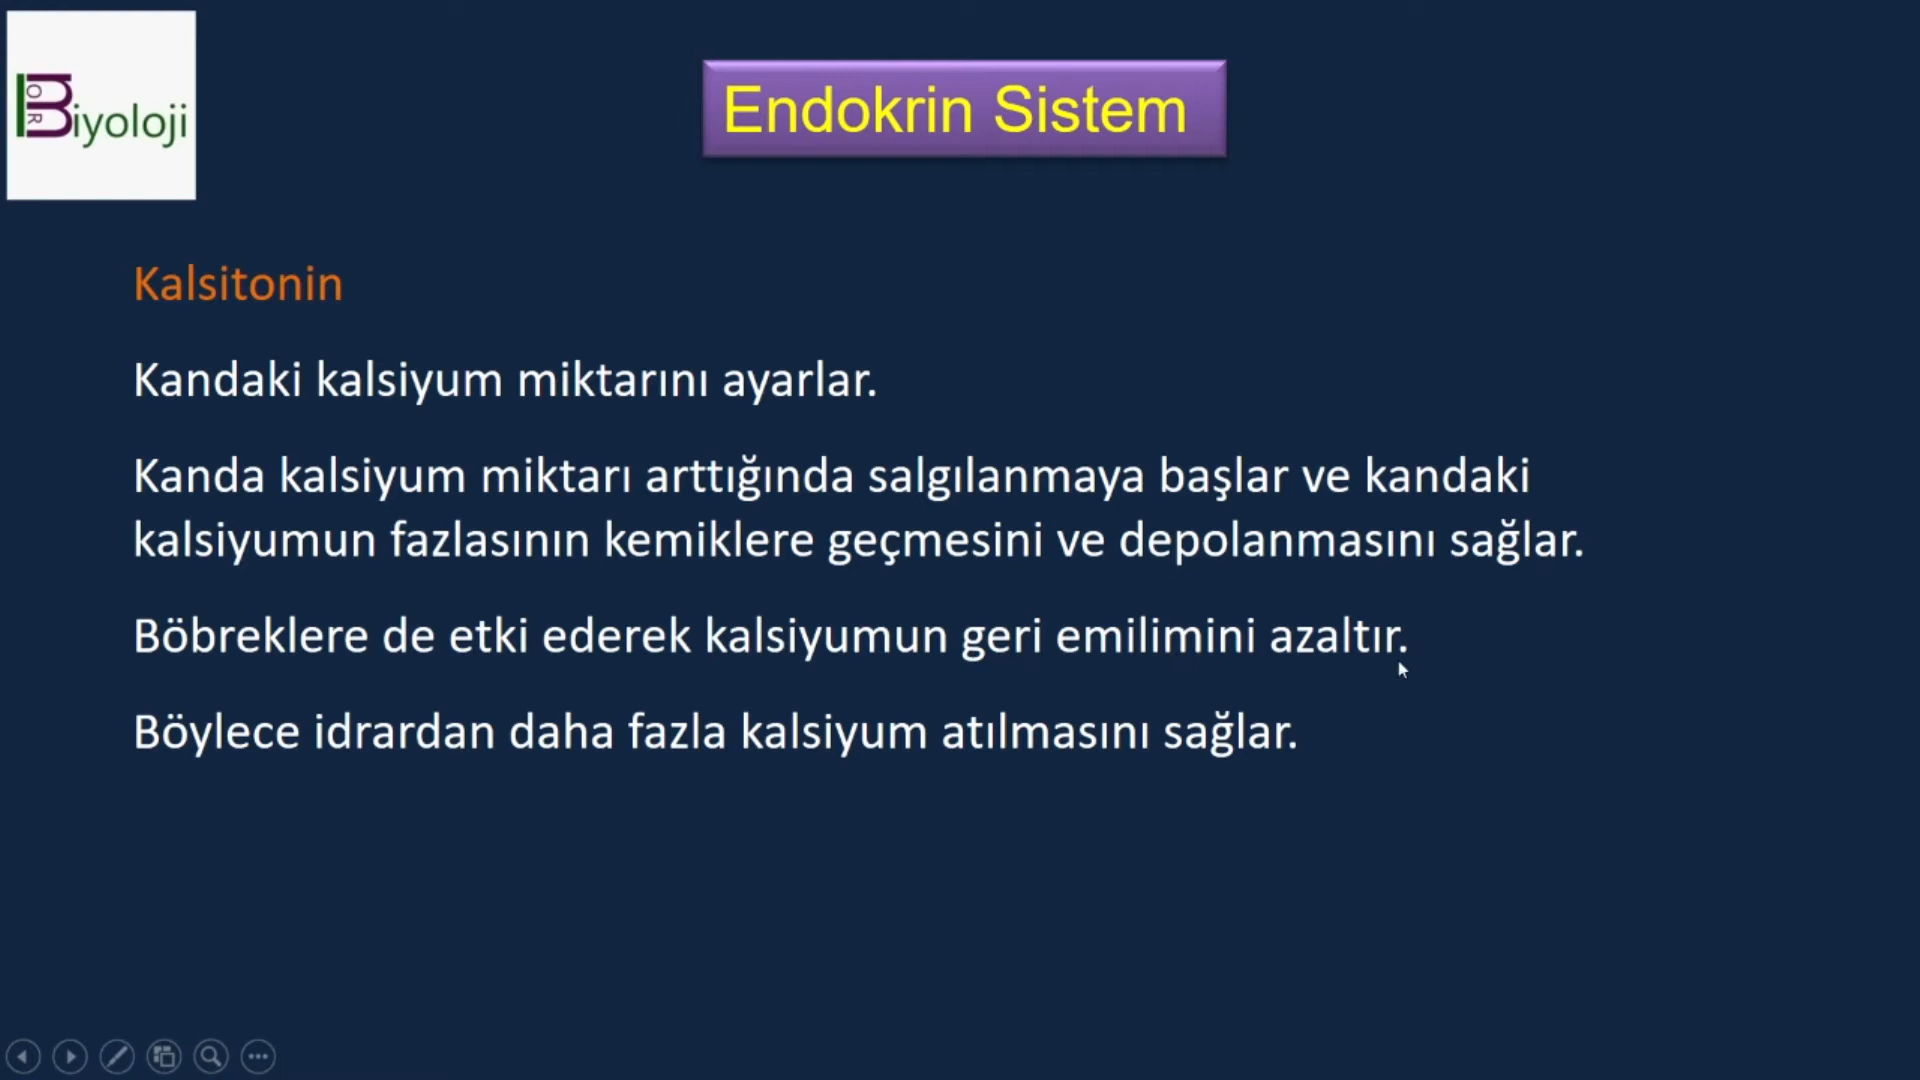 BOR
Biyoloji
Endokrin Sistem
Kalsitonin
Kandaki kalsiyum miktarını ayarlar.
Kanda kalsiyum miktarı arttığında salgılanmaya başlar ve kandaki
kalsiyumun fazlasının kemiklere geçmesini ve depolanmasını sağlar.
Böbreklere de etki ederek kalsiyumun geri emilimini azaltır.
Böylece idrardan daha fazla kalsiyum atılmasını sağlar.